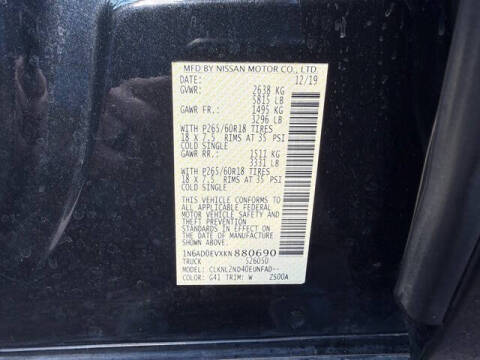 MFD BY NISSAN MOTOR CO., LTD.
DATE: 12/19
GVWR: 2638 KG
5815 LB
GAWR FR.: 1495 KG
3296 LB
WITH P265/60R18 TIRES
18 X 7.5 RIMS AT 35 PSI
COLD SINGLE
GAWR RR.: 1511 KG
3331 LB
WITH P265/60R18 TIRES
18 X 7.5 RIMS AT 35 PSI
COLD SINGLE
THIS VEHICLE CONFORMS TO
ALL APPLICABLE FEDERAL
MOTOR VEHICLE SAFETY AND
THEFT PREVENTION
STANDARDS IN EFFECT ON
THE DATE OF MANUFACTURE
SHOWN ABOVE.
1N6AD0EVXKN880690
TRUCK 526050
MODEL: CLKNLZND40EUNFAD--
COLOR: G41 TRIM: W ZS00A